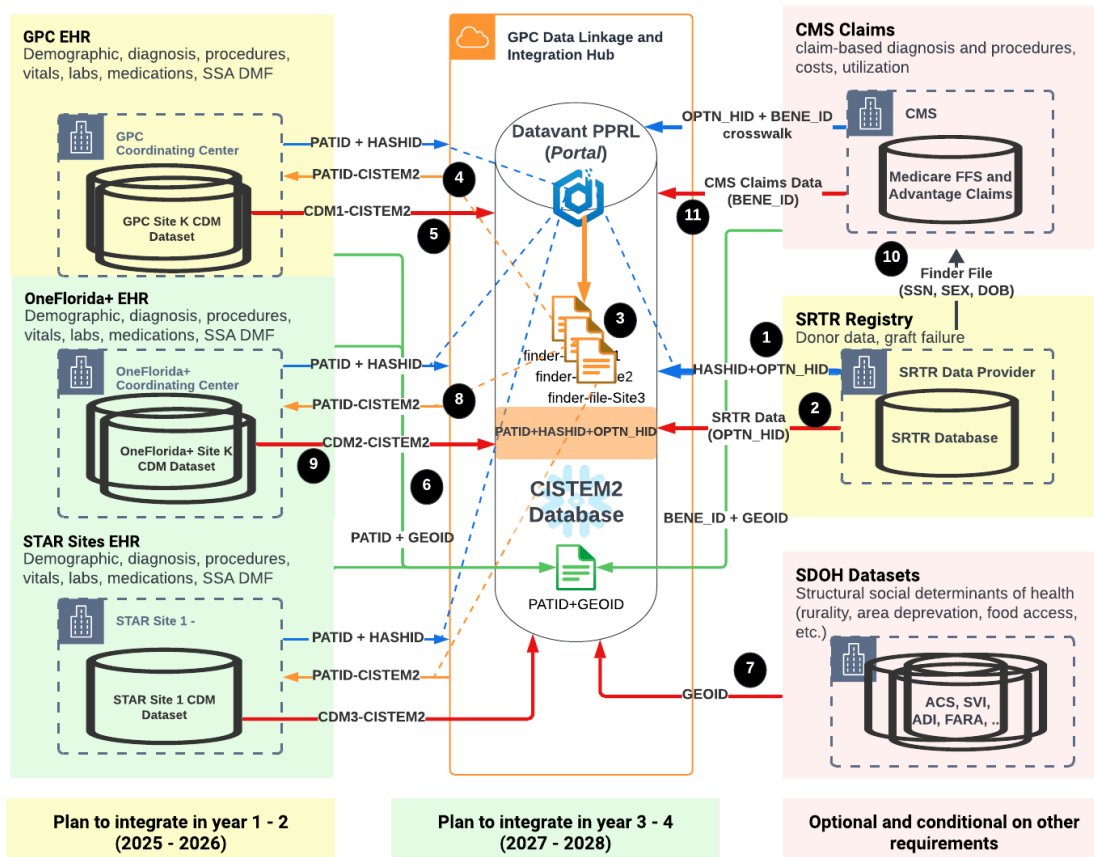 GPC EHR
Demographic, diagnosis, procedures,
vitals, labs, medications, SSA DMF
GPC
Coordinating Center
GPC Site K CDM
Dataset
OneFlorida+ EHR
Demographic, diagnosis, procedures,
vitals, labs, medications, SSA DMF
OneFlorida+
Coordinating Center
OneFlorida+ Site K
CDM Dataset
STAR Sites EHR
Demographic, diagnosis, procedures,
vitals, labs, medications, SSA DMF
STAR Site 1 -
STAR Site 1 CDM
Dataset
PATID + HASHID
PATID-CISTEM2
4
CDM1-CISTEM2
5
PATID + HASHID
PATID-CISTEM2
8
CDM2-CISTEM2
9
6
PATID + GEOID
PATID + HASHID
PATID-CISTEM2
CDM3-CISTEM2
GPC Data Linkage and
Integration Hub
Datavant PPRL
(Portal)
3
finder-
finder-
finder-file-Site3
PATID+HASHID+OPTN_HID
CISTEM2
Database
PATID+GEOID
OPTN_HID + BENE_ID
crosswalk
CMS Claims Data
(BENE_ID)
11
10
Finder File
(SSN, SEX, DOB)
1
HASHID+OPTN_HID
2
SRTR Data
(OPTN_HID)
BENE_ID + GEOID
7
GEOID
CMS Claims
claim-based diagnosis and procedures,
costs, utilization
CMS
Medicare FFS and
Advantage Claims
SRTR Registry
Donor data, graft failure
SRTR Data Provider
SRTR Database
SDOH Datasets
Structural social determinants of health
(rurality, area deprevation, food access,
etc.)
ACS, SVI,
ADI, FARA, ..
Plan to integrate in year 1 - 2
(2025 - 2026)
Plan to integrate in year 3 - 4
(2027 - 2028)
Optional and conditional on other
requirements